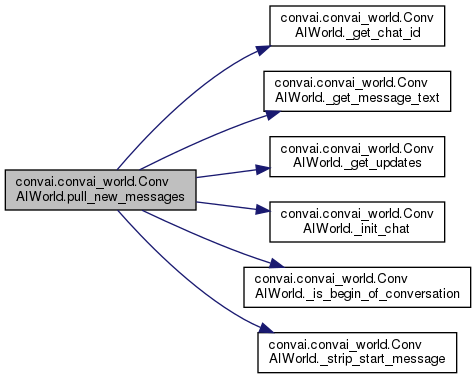 convai.convai_world.Conv
AIWorld._get_chat_id
convai.convai_world.Conv
AIWorld._get_message_text
convai.convai_world.Conv
AIWorld._get_updates
convai.convai_world.Conv
AIWorld.pull_new_messages
convai.convai_world.Conv
AIWorld._init_chat
convai.convai_world.Conv
AIWorld._is_begin_of_conversation
convai.convai_world.Conv
AIWorld._strip_start_message